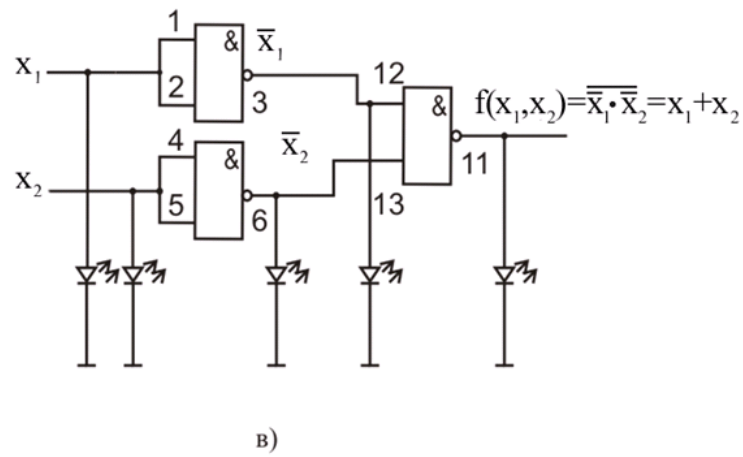 1
& x̅₁
x₁
2
3
12
& f(x₁,x₂)=x̅₁·x̅₂=x₁+x₂
4
& x̅₂
x₂
5
6
11
13
в)